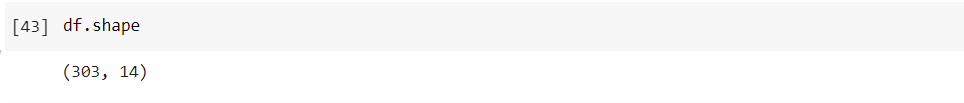 [43] df.shape
(303, 14)